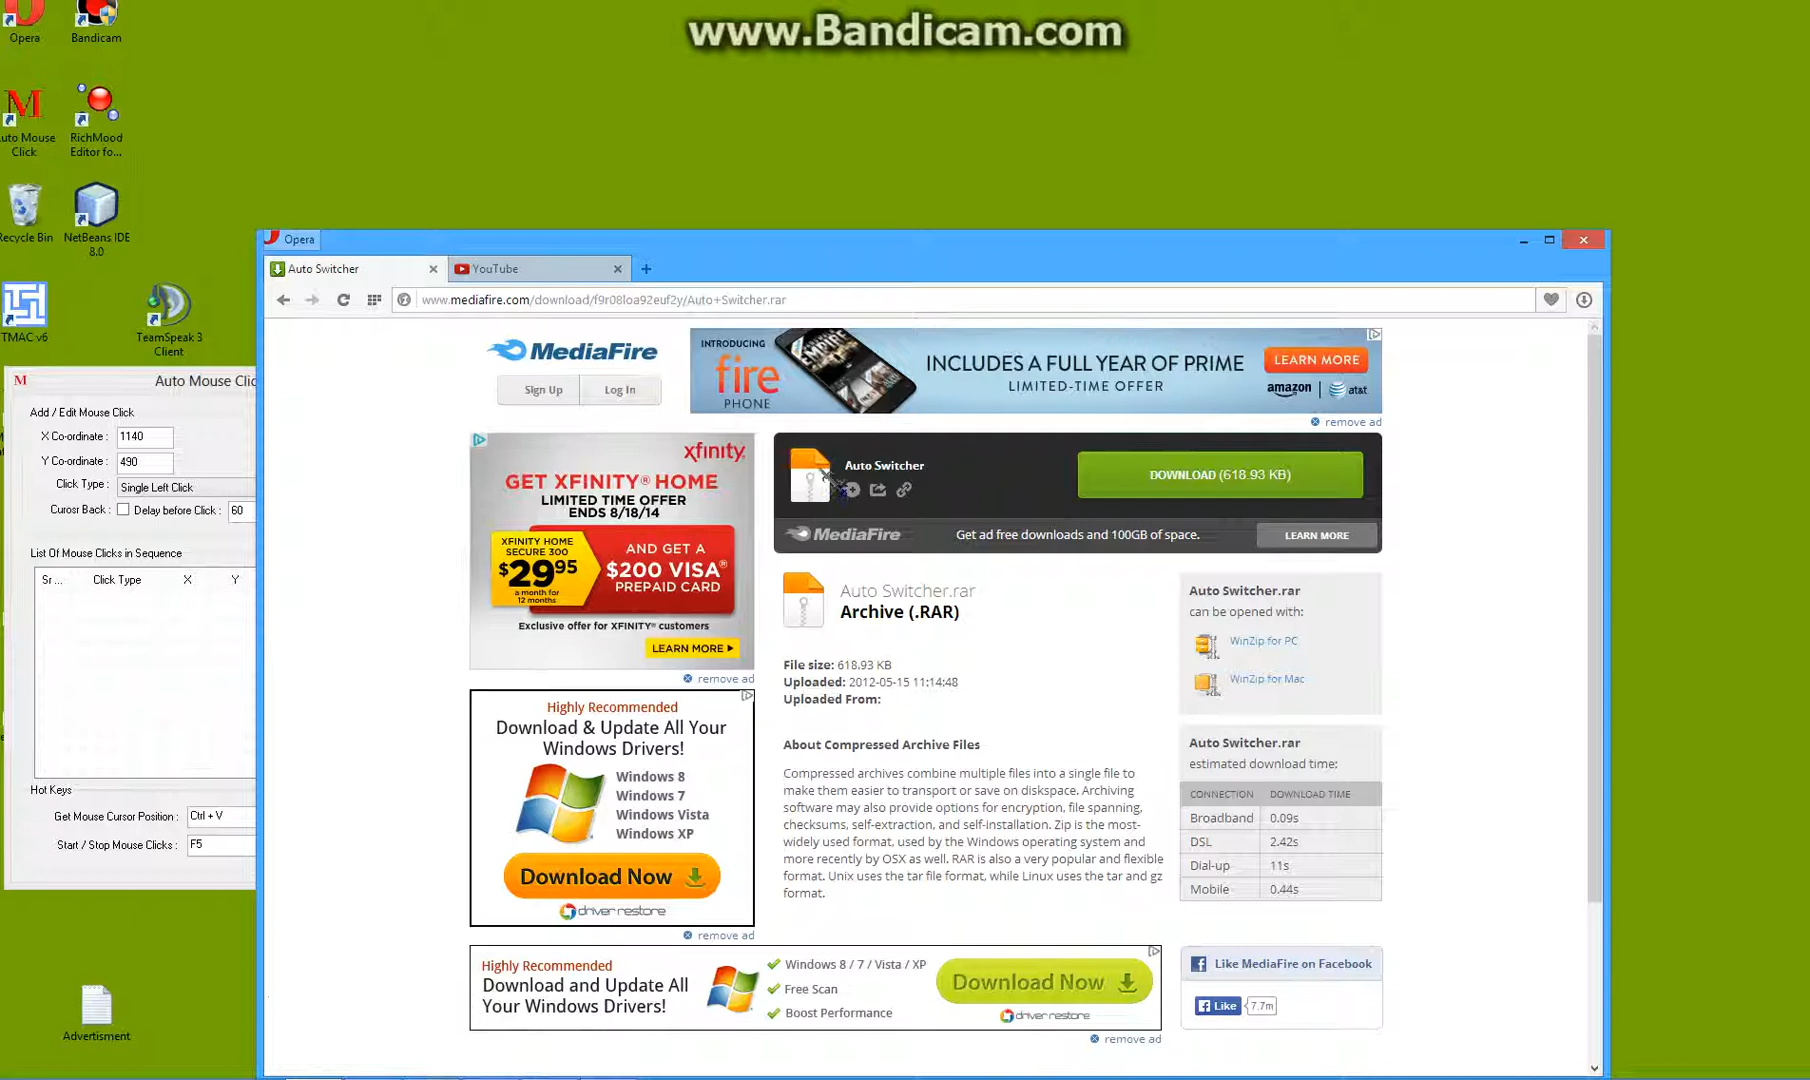 www.Bandicam.com
Opera
Bandicam
uto Mouse
Click
RichMood
Editor fo...
Recycle Bin
NetBeans IDE
8.0
TMAC v6
TeamSpeak 3
Client
Auto Mouse Clic
Add / Edit Mouse Click
X Co-ordinate : 1140
Y Co-ordinate : 490
Click Type : Single Left Click
Curosr Back : Delay before Click : 60
List Of Mouse Clicks in Sequence
Sr... Click Type X Y
Hot Keys
Get Mouse Cursor Position : Ctrl + V
Start / Stop Mouse Clicks : F5
Advertisment
Opera
Auto Switcher
YouTube
www.mediafire.com/download/f9r08loa92euf2y/Auto+Switcher.rar
MediaFire
Sign Up
Log In
INTRODUCING
fire
PHONE
EMPIRE
INCLUDES A FULL YEAR OF PRIME
LIMITED-TIME OFFER
LEARN MORE
amazon | at&t
remove ad
xfinity
GET XFINITY® HOME
LIMITED TIME OFFER
ENDS 8/18/14
XFINITY HOME
SECURE 300
$29.95
a month for
12 months
AND GET A
$200 VISA®
PREPAID CARD
Exclusive offer for XFINITY® customers
LEARN MORE
remove ad
Highly Recommended
Download & Update All Your
Windows Drivers!
Windows 8
Windows 7
Windows Vista
Windows XP
Download Now
driver restore
remove ad
Auto Switcher
DOWNLOAD (618.93 KB)
MediaFire
Get ad free downloads and 100GB of space.
LEARN MORE
Auto Switcher.rar
Archive (.RAR)
File size: 618.93 KB
Uploaded: 2012-05-15 11:14:48
Uploaded From:
About Compressed Archive Files
Compressed archives combine multiple files into a single file to
make them easier to transport or save on diskspace. Archiving
software may also provide options for encryption, file spanning,
checksums, self-extraction, and self-installation. Zip is the most-
widely used format, used by the Windows operating system and
more recently by OSX as well. RAR is also a very popular and flexible
format. Unix uses the tar file format, while Linux uses the tar and gz
format.
Auto Switcher.rar
can be opened with:
WinZip for PC
WinZip for Mac
Auto Switcher.rar
estimated download time:
CONNECTION DOWNLOAD TIME
Broadband 0.09s
DSL 2.42s
Dial-up 11s
Mobile 0.44s
Highly Recommended
Download and Update All
Your Windows Drivers!
Windows 8 / 7 / Vista / XP
Free Scan
Boost Performance
Download Now
driver restore
remove ad
Like MediaFire on Facebook
Like 7.7m